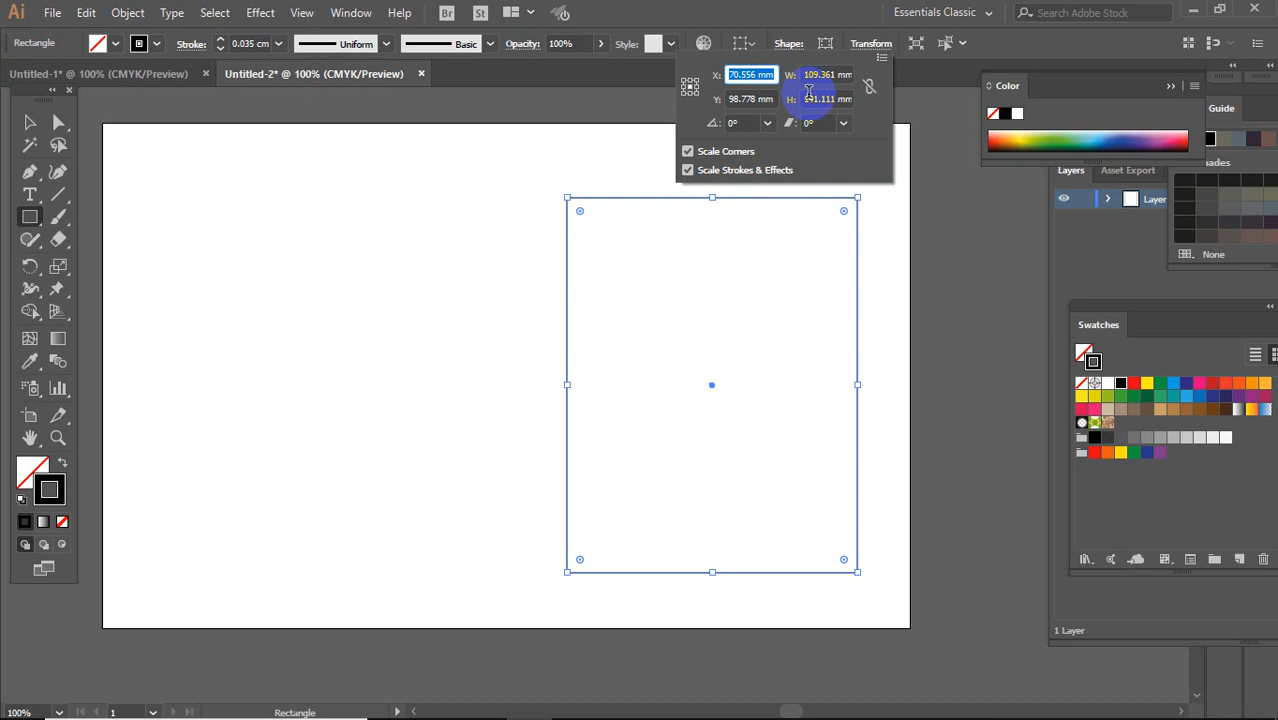 Ai File Edit Object Type Select Effect View Window Help Br St Essentials Classic Search Adobe Stock
Rectangle Stroke: 0.035 cm Uniform Basic Opacity: 100% Style: Shape: Transform
Untitled-1* @ 100% (CMYK/Preview) × Untitled-2* @ 100% (CMYK/Preview) ×
X: 70.556 mm W: 109.361 mm
Y: 98.778 mm H: 141.111 mm
0° 0°
Scale Corners
Scale Strokes & Effects
Color
Guide
Layers Asset Export
Layer
None
Swatches
1 Layer
100% 1 Rectangle